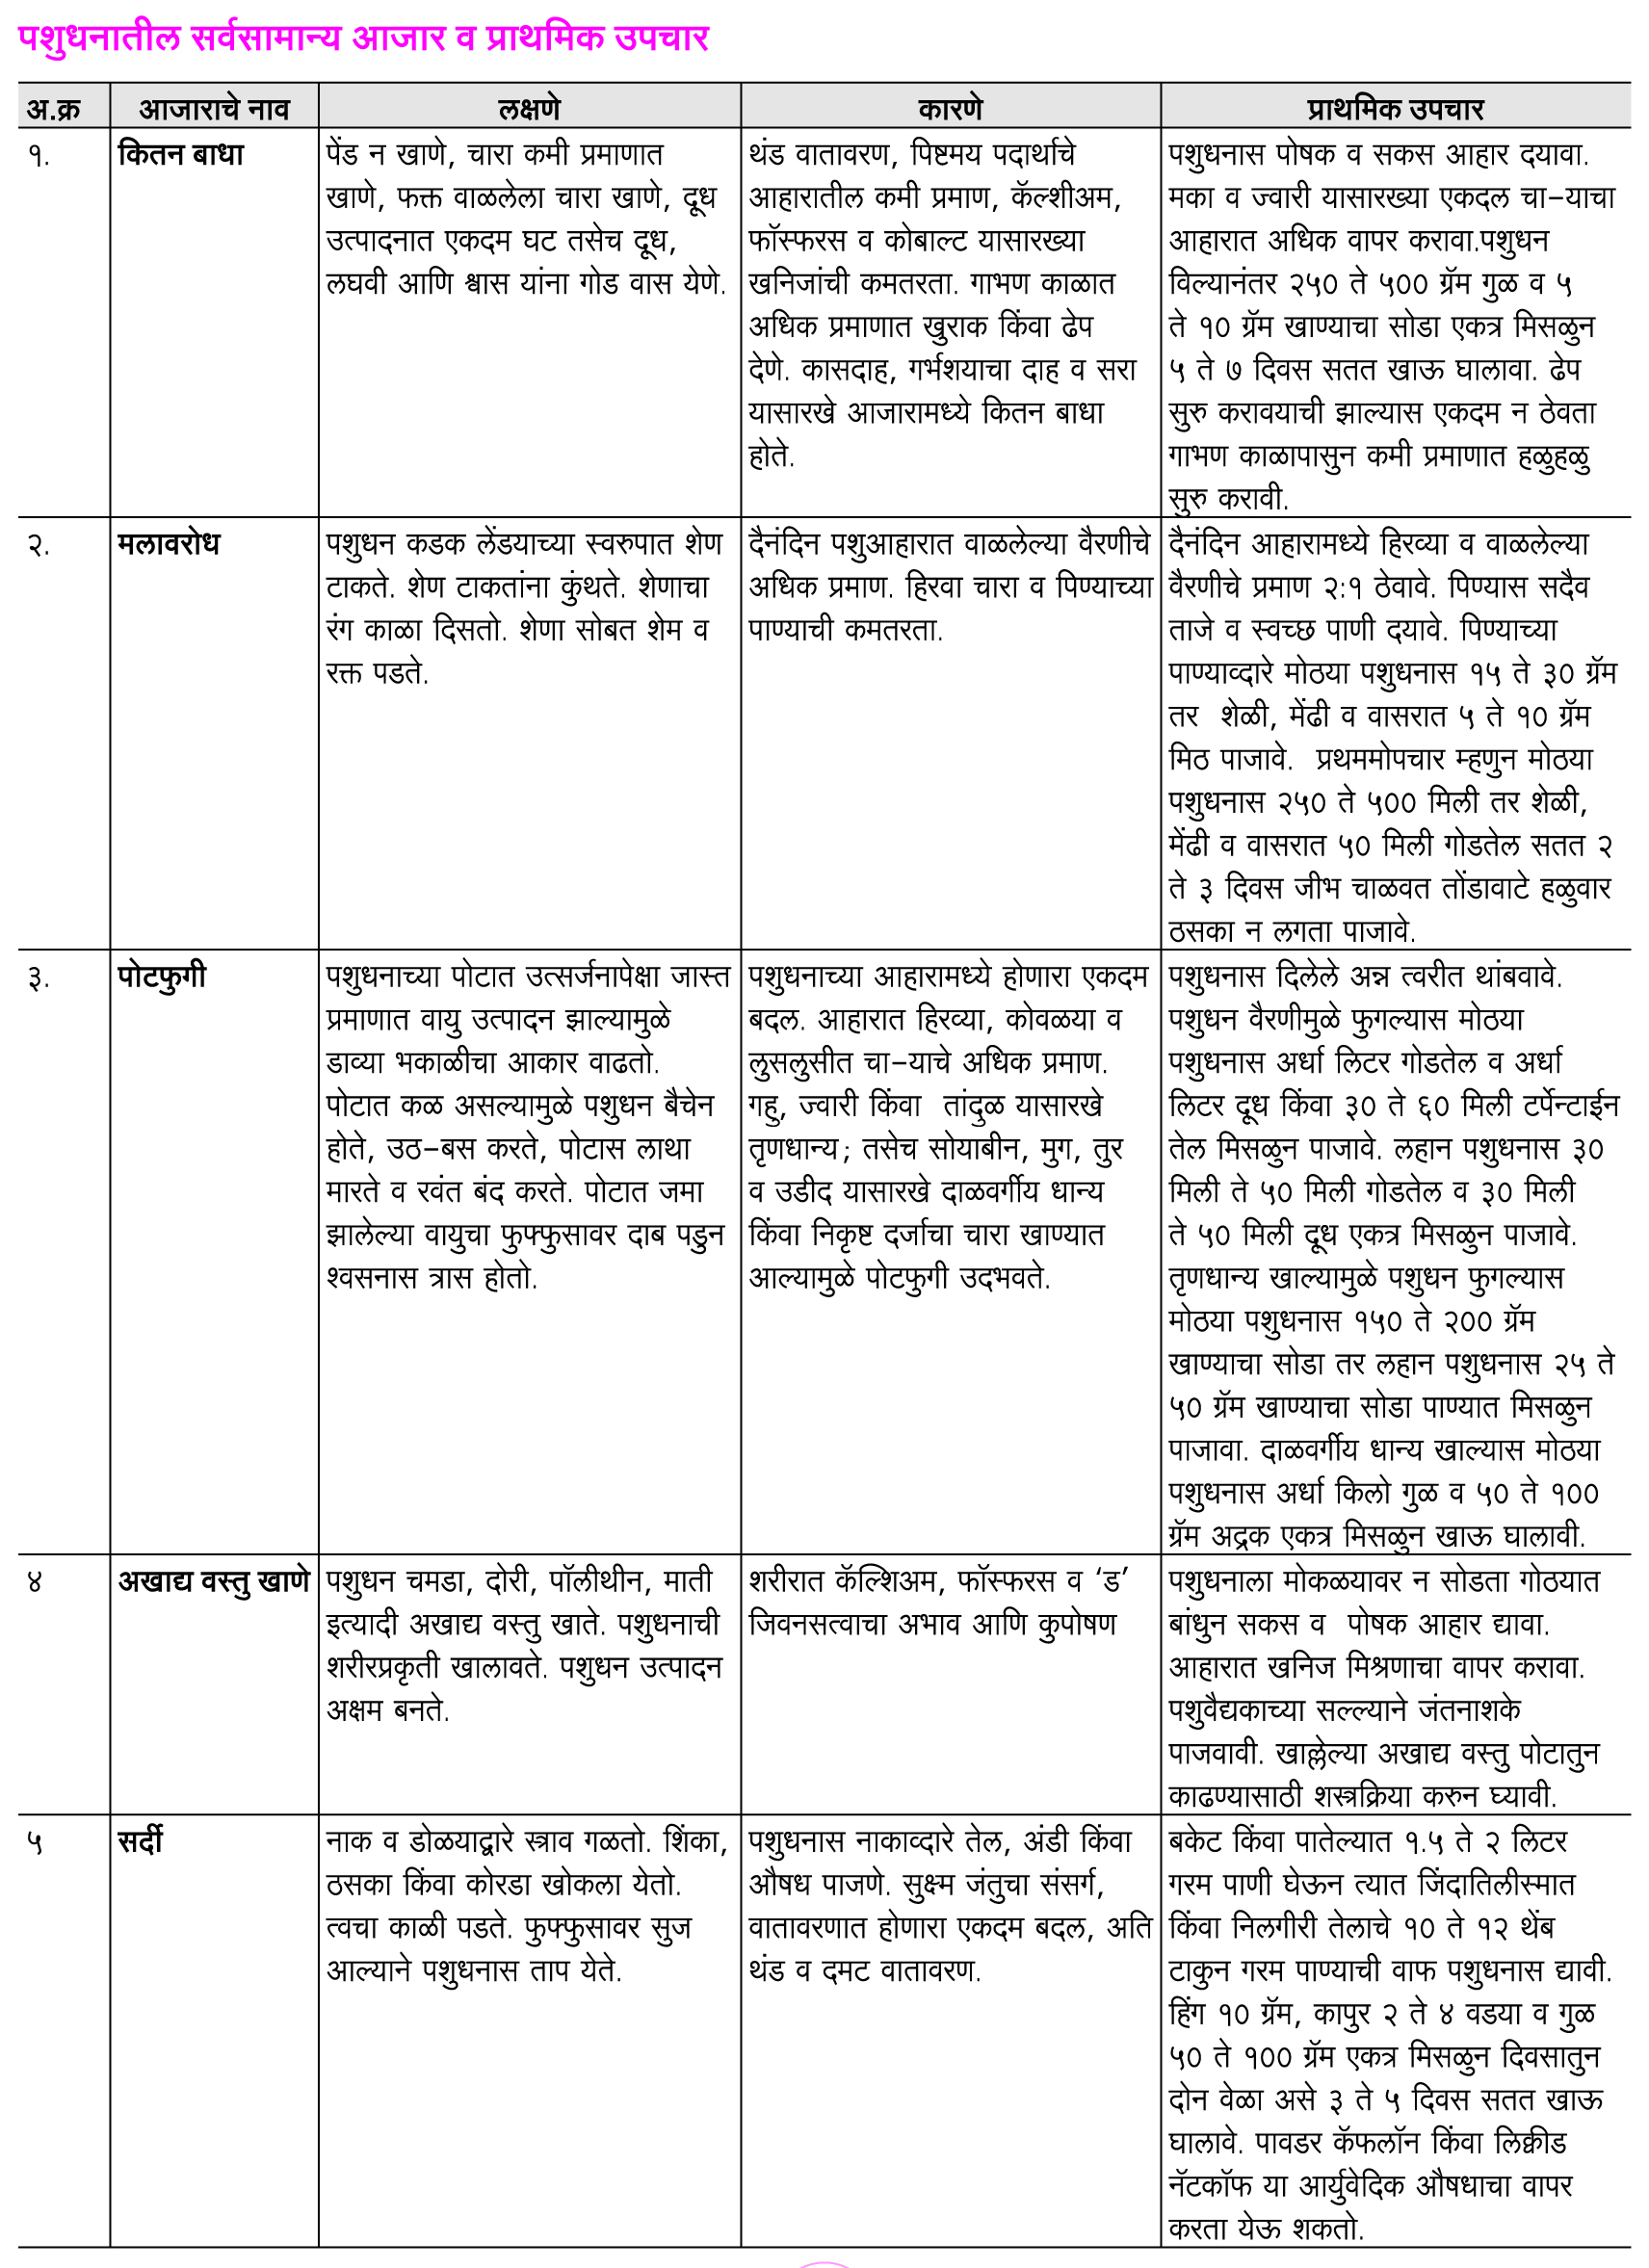 पशुधनातील सर्वसामान्य आजार व प्राथमिक उपचार
अ.क्र आजाराचे नाव लक्षणे कारणे प्राथमिक उपचार
१.
कितन बाधा
पेंड न खाणे, चारा कमी प्रमाणात
खाणे, फक्त वाळलेला चारा खाणे, दूध
उत्पादनात एकदम घट तसेच दूध,
लघवी आणि श्वास यांना गोड वास येणे.
थंड वातावरण, पिष्टमय पदार्थाचे
आहारातील कमी प्रमाण, कॅल्शीअम,
फॉस्फरस व कोबाल्ट यासारख्या
खनिजांची कमतरता. गाभण काळात
अधिक प्रमाणात खुराक किंवा ढेप
देणे. कासदाह, गर्भशयाचा दाह व सरा
यासारखे आजारामध्ये कितन बाधा
होते.
पशुधनास पोषक व सकस आहार दयावा.
मका व ज्वारी यासारख्या एकदल चा-याचा
आहारात अधिक वापर करावा.पशुधन
विल्यानंतर २५० ते ५०० ग्रॅम गुळ व ५
ते १० ग्रॅम खाण्याचा सोडा एकत्र मिसळुन
५ ते ७ दिवस सतत खाऊ घालावा. ढेप
सुरु करावयाची झाल्यास एकदम न ठेवता
गाभण काळापासुन कमी प्रमाणात हळुहळु
सुरु करावी.
२.
मलावरोध
पशुधन कडक लेंडयाच्या स्वरुपात शेण
टाकते. शेण टाकतांना कुंथते. शेणाचा
रंग काळा दिसतो. शेणा सोबत शेम व
रक्त पडते.
दैनंदिन पशुआहारात वाळलेल्या वैरणीचे
अधिक प्रमाण. हिरवा चारा व पिण्याच्या
पाण्याची कमतरता.
दैनंदिन आहारामध्ये हिरव्या व वाळलेल्या
वैरणीचे प्रमाण २:१ ठेवावे. पिण्यास सदैव
ताजे व स्वच्छ पाणी दयावे. पिण्याच्या
पाण्याव्दारे मोठया पशुधनास १५ ते ३० ग्रॅम
तर शेळी, मेंढी व वासरात ५ ते १० ग्रॅम
मिठ पाजावे. प्रथममोपचार म्हणुन मोठया
पशुधनास २५० ते ५०० मिली तर शेळी,
मेंढी व वासरात ५० मिली गोडतेल सतत २
ते ३ दिवस जीभ चाळवत तोंडावाटे हळुवार
ठसका न लगता पाजावे.
३.
पोटफुगी
पशुधनाच्या पोटात उत्सर्जनापेक्षा जास्त
प्रमाणात वायु उत्पादन झाल्यामुळे
डाव्या भकाळीचा आकार वाढतो.
पोटात कळ असल्यामुळे पशुधन बैचेन
होते, उठ-बस करते, पोटास लाथा
मारते व रवंत बंद करते. पोटात जमा
झालेल्या वायुचा फुफ्फुसावर दाब पडुन
श्वसनास त्रास होतो.
पशुधनाच्या आहारामध्ये होणारा एकदम
बदल. आहारात हिरव्या, कोवळया व
लुसलुसीत चा-याचे अधिक प्रमाण.
गहु, ज्वारी किंवा तांदुळ यासारखे
तृणधान्य; तसेच सोयाबीन, मुग, तुर
व उडीद यासारखे दाळवर्गीय धान्य
किंवा निकृष्ट दर्जाचा चारा खाण्यात
आल्यामुळे पोटफुगी उदभवते.
पशुधनास दिलेले अन्न त्वरीत थांबवावे.
पशुधन वैरणीमुळे फुगल्यास मोठया
पशुधनास अर्धा लिटर गोडतेल व अर्धा
लिटर दूध किंवा ३० ते ६० मिली टर्पेन्टाईन
तेल मिसळुन पाजावे. लहान पशुधनास ३०
मिली ते ५० मिली गोडतेल व ३० मिली
ते ५० मिली दूध एकत्र मिसळुन पाजावे.
तृणधान्य खाल्यामुळे पशुधन फुगल्यास
मोठया पशुधनास १५० ते २०० ग्रॅम
खाण्याचा सोडा तर लहान पशुधनास २५ ते
५० ग्रॅम खाण्याचा सोडा पाण्यात मिसळुन
पाजावा. दाळवर्गीय धान्य खाल्यास मोठया
पशुधनास अर्धा किलो गुळ व ५० ते १००
ग्रॅम अद्रक एकत्र मिसळुन खाऊ घालावी.
४
अखाद्य वस्तु खाणे
पशुधन चमडा, दोरी, पॉलीथीन, माती
इत्यादी अखाद्य वस्तु खाते. पशुधनाची
शरीरप्रकृती खालावते. पशुधन उत्पादन
अक्षम बनते.
शरीरात कॅल्शिअम, फॉस्फरस व ‘ड’
जिवनसत्वाचा अभाव आणि कुपोषण
पशुधनाला मोकळयावर न सोडता गोठयात
बांधुन सकस व पोषक आहार द्यावा.
आहारात खनिज मिश्रणाचा वापर करावा.
पशुवैद्यकाच्या सल्ल्याने जंतनाशके
पाजवावी. खाल्लेल्या अखाद्य वस्तु पोटातुन
काढण्यासाठी शस्त्रक्रिया करुन घ्यावी.
५
सर्दी
नाक व डोळयाद्वारे स्त्राव गळतो. शिंका,
ठसका किंवा कोरडा खोकला येतो.
त्वचा काळी पडते. फुफ्फुसावर सुज
आल्याने पशुधनास ताप येते.
पशुधनास नाकाव्दारे तेल, अंडी किंवा
औषध पाजणे. सुक्ष्म जंतुचा संसर्ग,
वातावरणात होणारा एकदम बदल, अति
थंड व दमट वातावरण.
बकेट किंवा पातेल्यात १.५ ते २ लिटर
गरम पाणी घेऊन त्यात जिंदातिलीस्मात
किंवा निलगीरी तेलाचे १० ते १२ थेंब
टाकुन गरम पाण्याची वाफ पशुधनास द्यावी.
हिंग १० ग्रॅम, कापुर २ ते ४ वडया व गुळ
५० ते १०० ग्रॅम एकत्र मिसळुन दिवसातुन
दोन वेळा असे ३ ते ५ दिवस सतत खाऊ
घालावे. पावडर कॅफलॉन किंवा लिक्वीड
नॅटकॉफ या आर्युवेदिक औषधाचा वापर
करता येऊ शकतो.